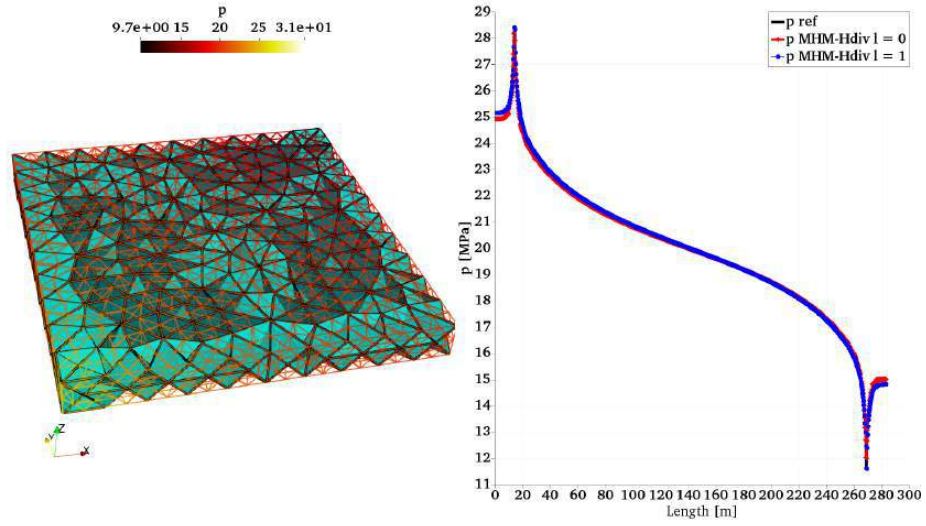 p
9.7e+00 15 20 25 3.1e+01
Z
Y
X
p ref
p MHM-Hdiv l = 0
p MHM-Hdiv l = 1
29
28
27
26
25
24
23
22
21
20
19
18
17
16
15
14
13
12
11
p [MPa]
0 20 40 60 80 100 120 140 160 180 200 220 240 260 280 300
Length [m]